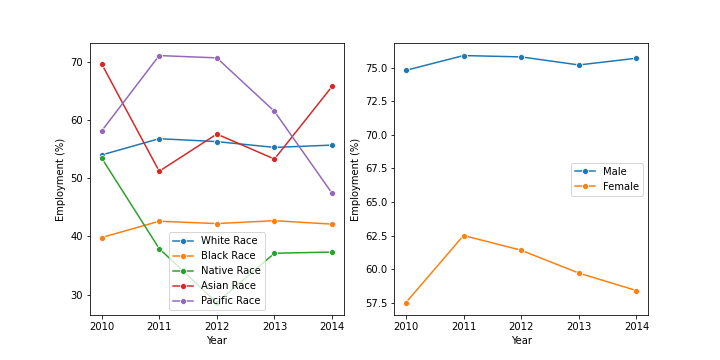 70
60
50
40
30
Employment (%)
2010 2011 2012 2013 2014
Year
White Race
Black Race
Native Race
Asian Race
Pacific Race
75.0
72.5
70.0
67.5
65.0
62.5
60.0
57.5
Employment (%)
2010 2011 2012 2013 2014
Year
Male
Female